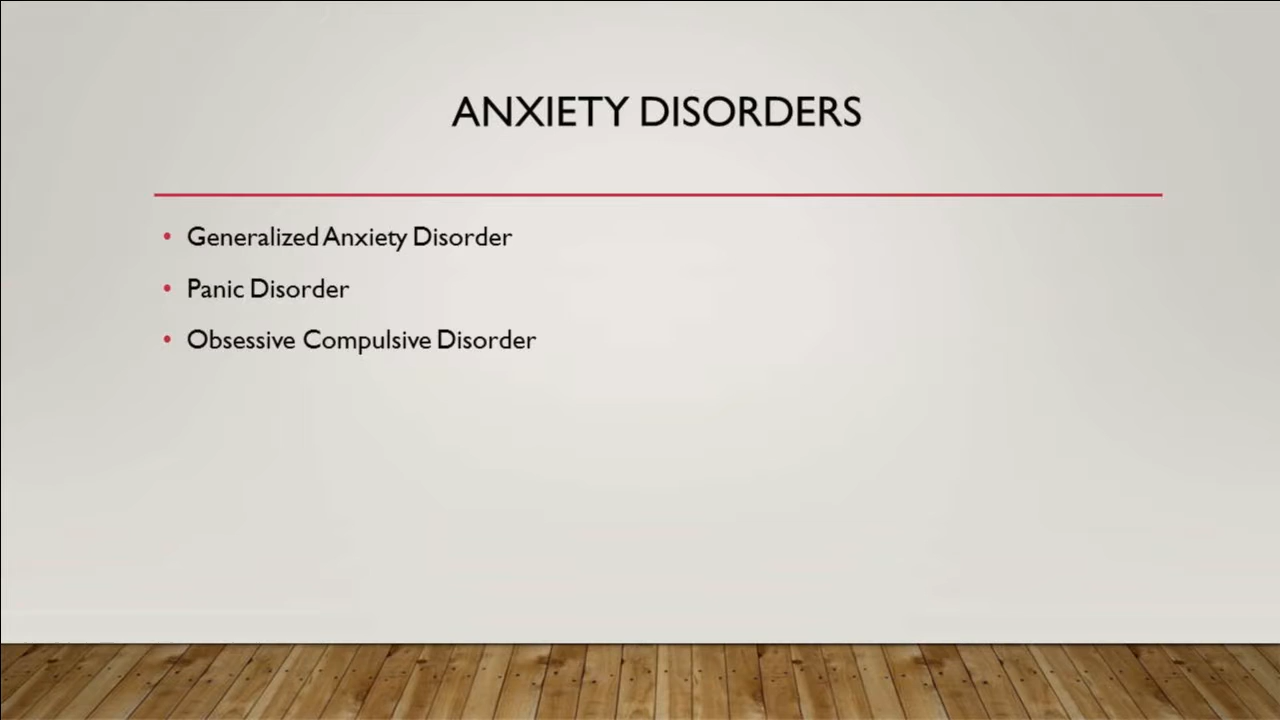 ANXIETY DISORDERS
• Generalized Anxiety Disorder
• Panic Disorder
• Obsessive Compulsive Disorder